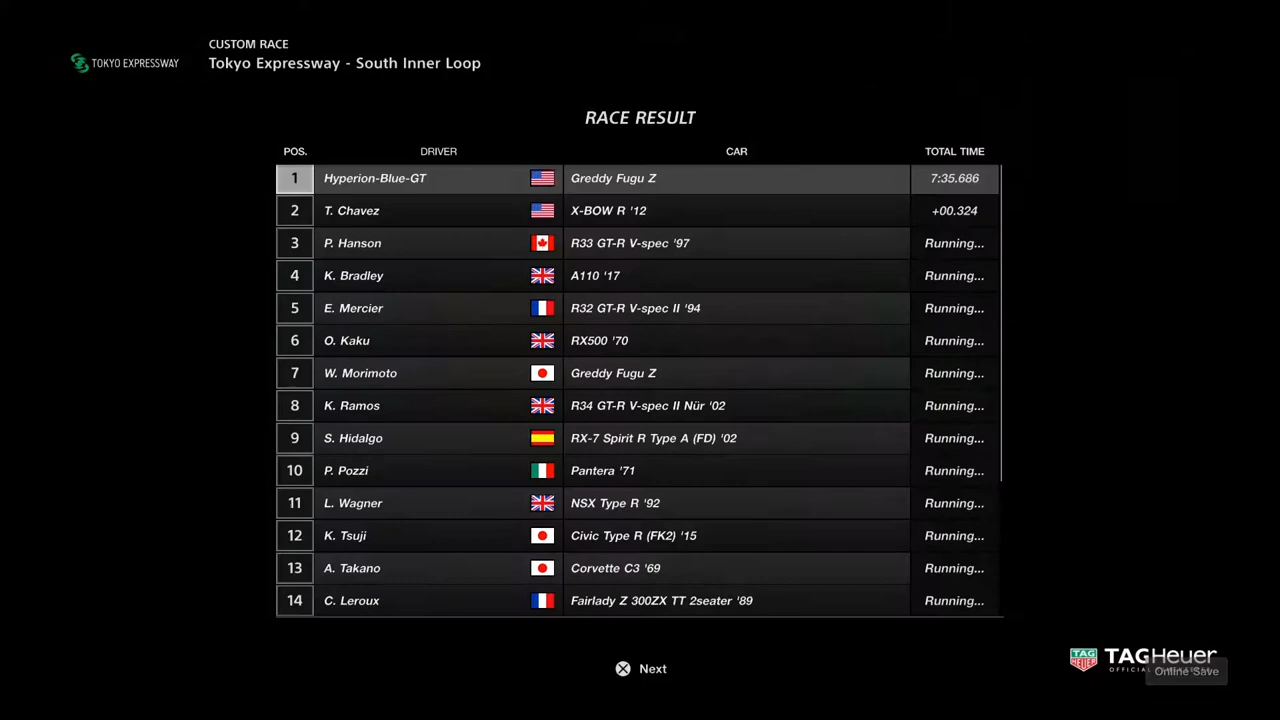 CUSTOM RACE
TOKYO EXPRESSWAY
Tokyo Expressway - South Inner Loop
RACE RESULT
POS. DRIVER CAR TOTAL TIME
1 Hyperion-Blue-GT Greddy Fugu Z 7:35.686
2 T. Chavez X-BOW R '12 +00.324
3 P. Hanson R33 GT-R V-spec '97 Running...
4 K. Bradley A110 '17 Running...
5 E. Mercier R32 GT-R V-spec II '94 Running...
6 O. Kaku RX500 '70 Running...
7 W. Morimoto Greddy Fugu Z Running...
8 K. Ramos R34 GT-R V-spec II Nür '02 Running...
9 S. Hidalgo RX-7 Spirit R Type A (FD) '02 Running...
10 P. Pozzi Pantera '71 Running...
11 L. Wagner NSX Type R '92 Running...
12 K. Tsuji Civic Type R (FK2) '15 Running...
13 A. Takano Corvette C3 '69 Running...
14 C. Leroux Fairlady Z 300ZX TT 2seater '89 Running...
Next
TAG HEUER TAGHeuer
Online Save